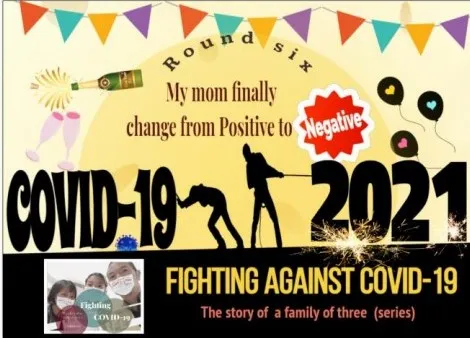 Round six
My mom finally
change from Positive to Negative
COVID-19 2021
FIGHTING AGAINST COVID-19
The story of a family of three (series)
Fighting
COVID-19